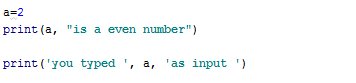 a=2
print(a, "is a even number")
print('you typed ', a, 'as input ')